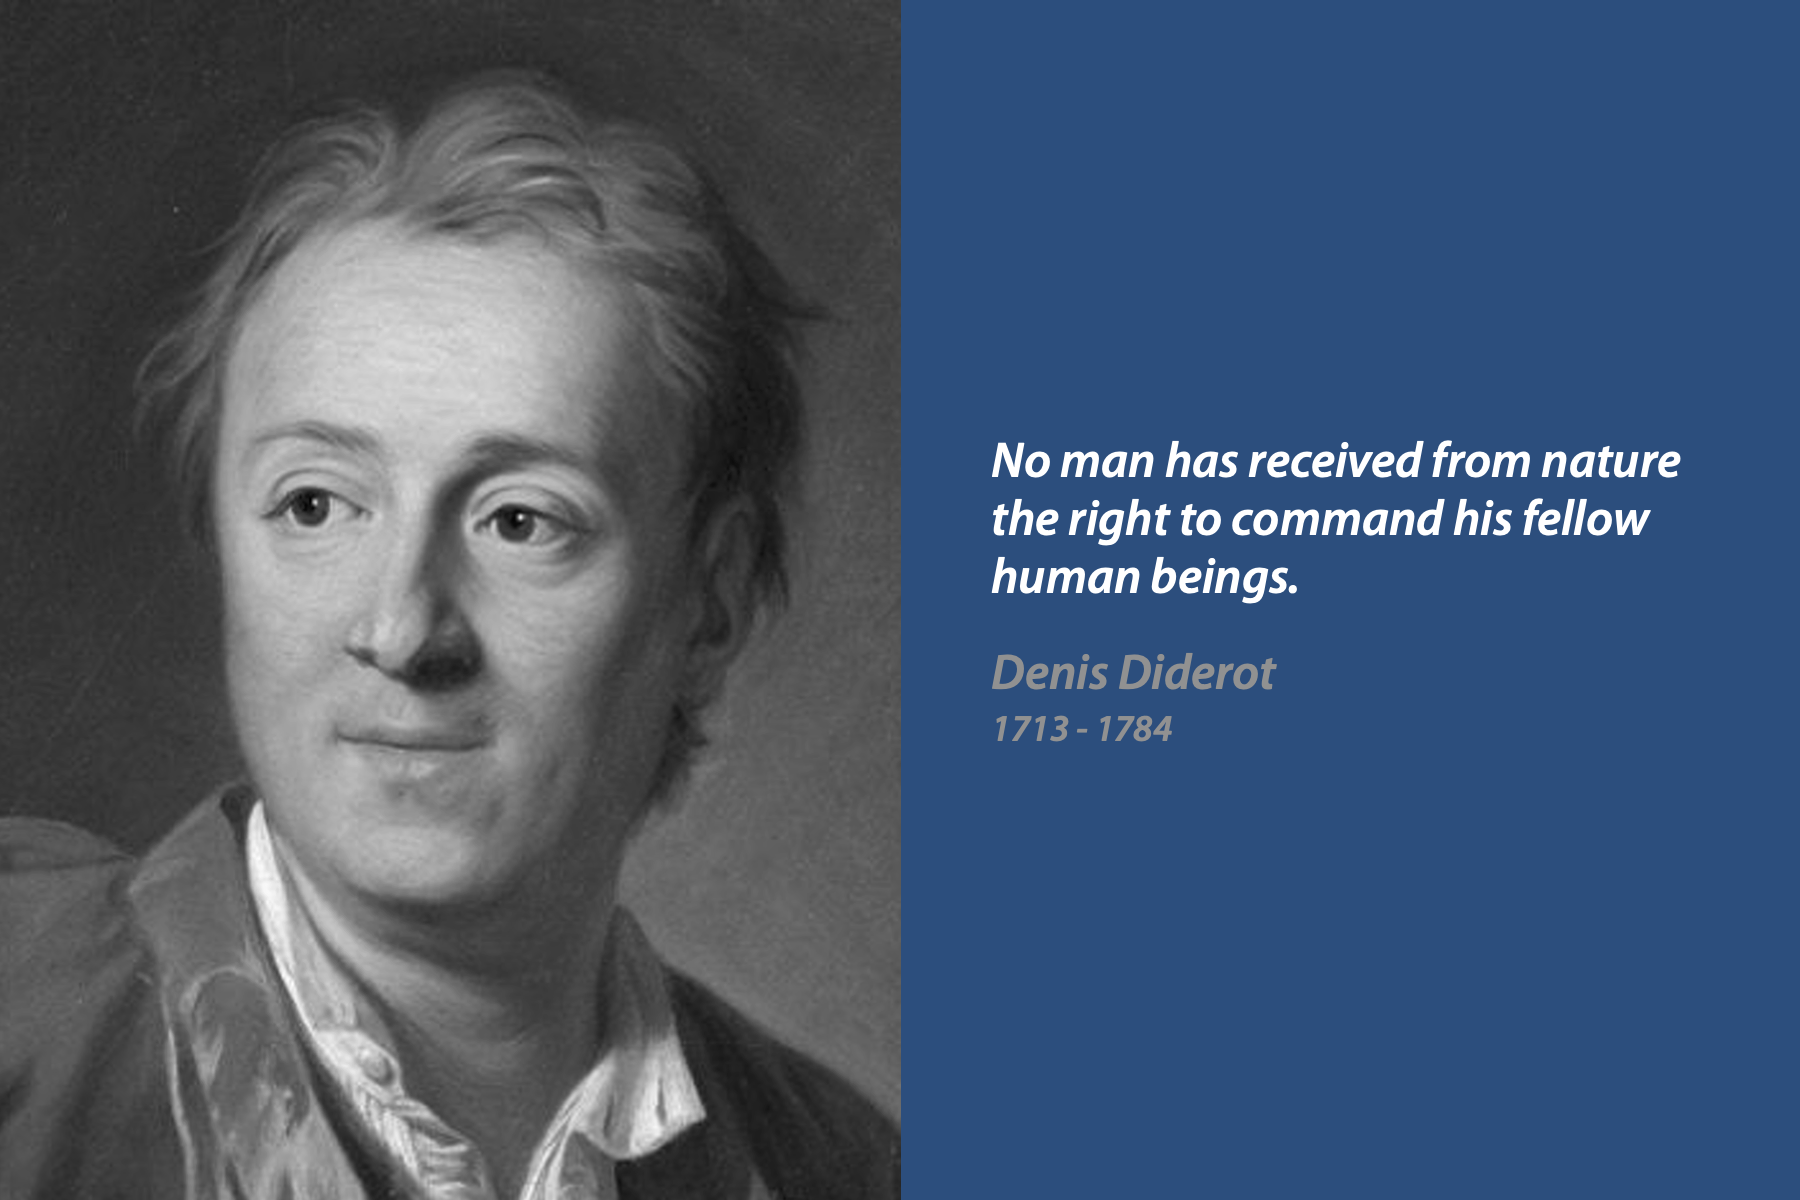 No man has received from nature
the right to command his fellow
human beings.
Denis Diderot
1713 - 1784